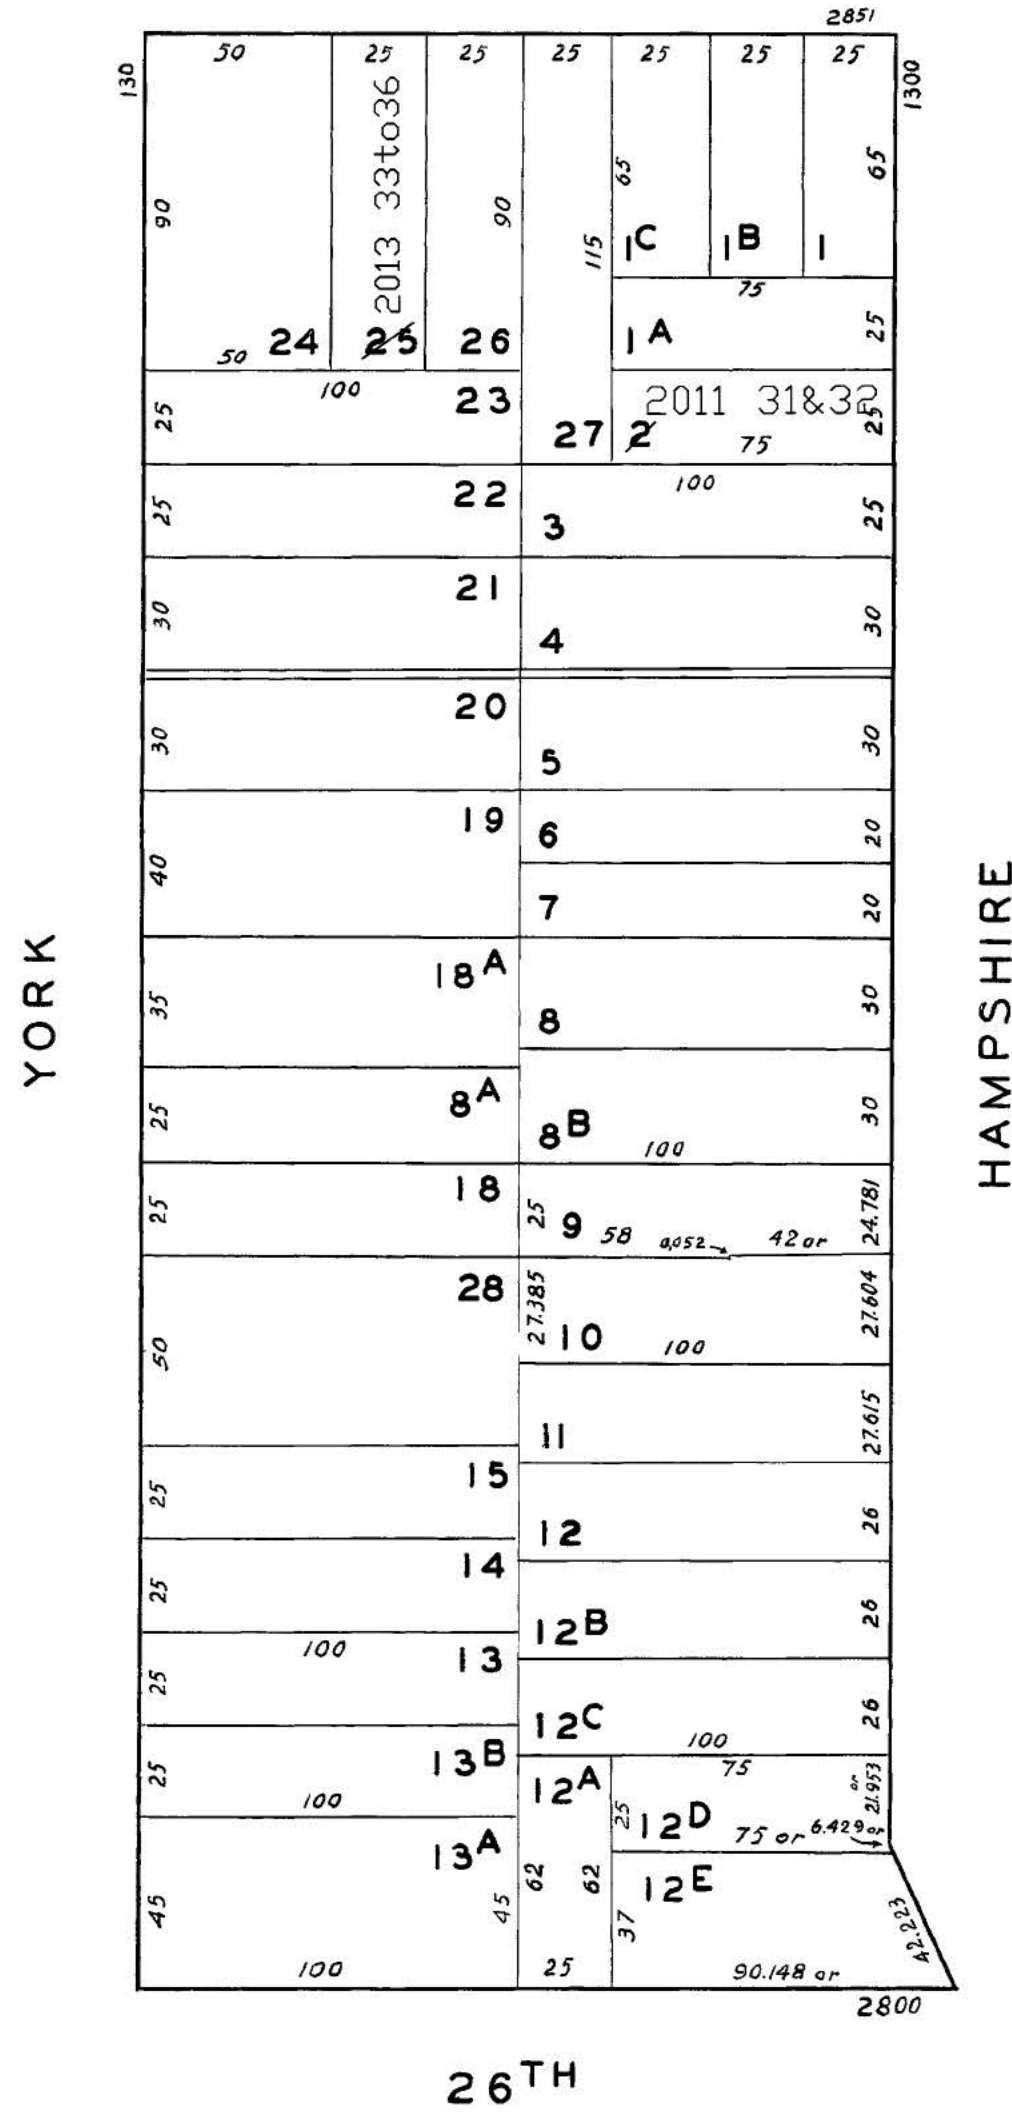 2851
130 50 25 25 25 25 25 25 1300
90 2013 33to36 90 115 65 65
1C 1B 1
75
1A 25
50 24 25 26
100
25 23 27 2 2011 31&32 25
75
100
25 22 3 25
30 21 4 30
30 20 5 30
40 19 6 20
7 20
YORK
HAMPSHIRE
35 18A 8 30
25 8A 8B 30
100
25 18 25 9 58 0,052 42 or 24.781
50 28 27.385 10 100 27.604
11 27.615
25 15 12 26
25 14 12B 26
100
25 13 12C 26
100
25 13B 12A 75 or 21.953
100 25 12D 75 or 6.429 or
13A 12E
45 45 62 62 37 42.223
100 25 90.148 or
2800
26TH